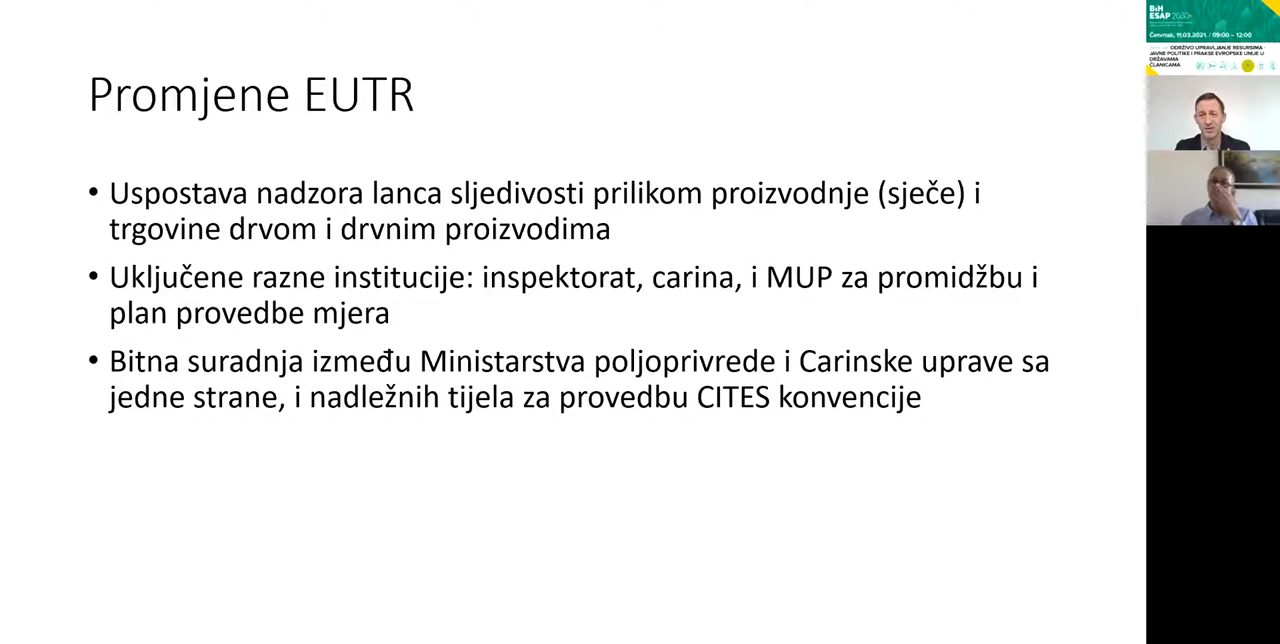 Promjene EUTR
• Uspostava nadzora lanca sljedivosti prilikom proizvodnje (sječe) i
trgovine drvom i drvnim proizvodima
• Uključene razne institucije: inspektorat, carina, i MUP za promidžbu i
plan provedbe mjera
• Bitna suradnja između Ministarstva poljoprivrede i Carinske uprave sa
jedne strane, i nadležnih tijela za provedbu CITES konvencije
BiH
ESAP 2030+
Četvrtak, 11.03.2021. / 09:00 – 12:00
ODRŽIVO UPRAVLJANJE RESURSIMA -
JAVNE POLITIKE I PRAKSE EVROPSKE UNIJE U
DRŽAVAMA
ČLANICAMA